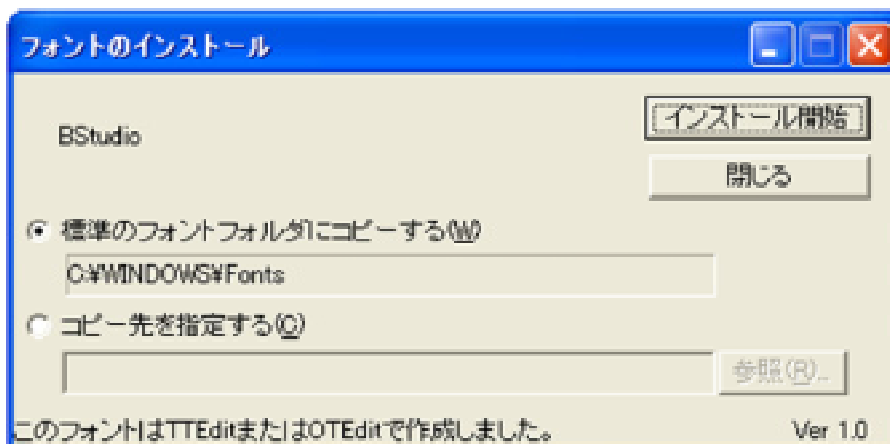 フォントのインストール
BStudio
インストール開始
閉じる
標準のフォントフォルダにコピーする(W)
C:¥WINDOWS¥Fonts
コピー先を指定する(C)
参照(R)...
このフォントはTTEditまたはOTEditで作成しました。
Ver 1.0